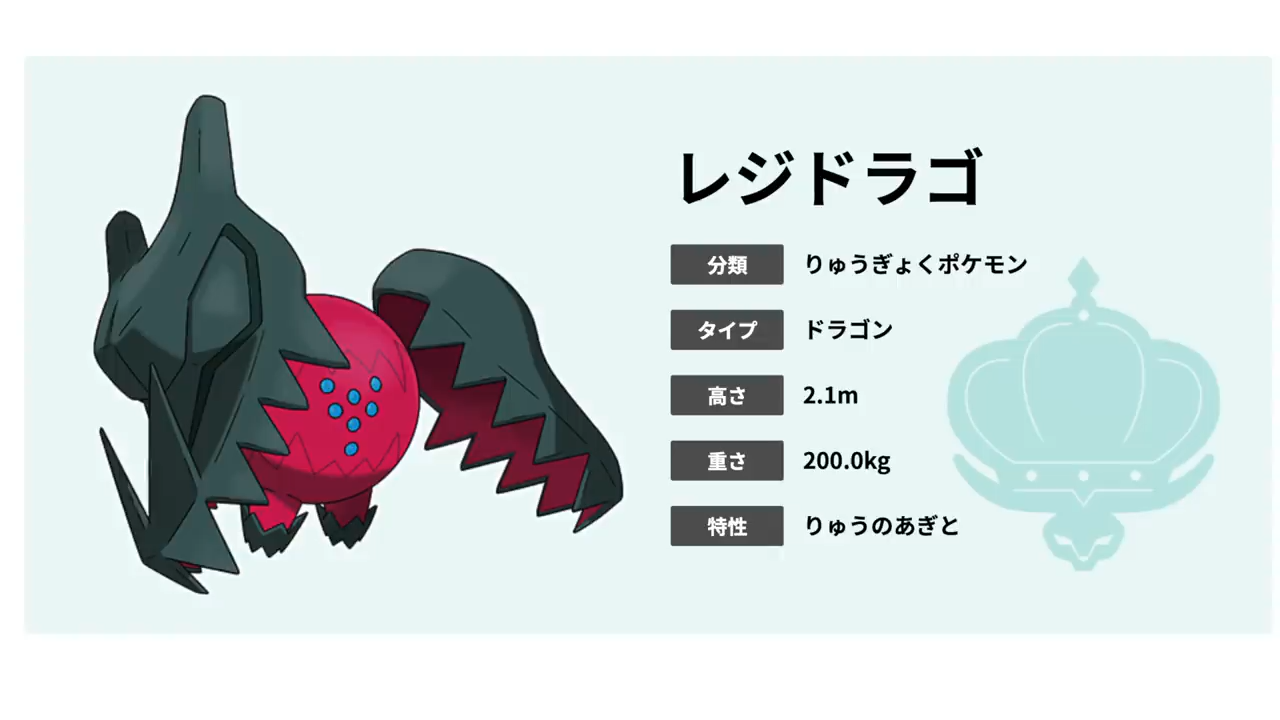 レジドラゴ
分類 りゅうぎょくポケモン
タイプ ドラゴン
高さ 2.1m
重さ 200.0kg
特性 りゅうのあぎと